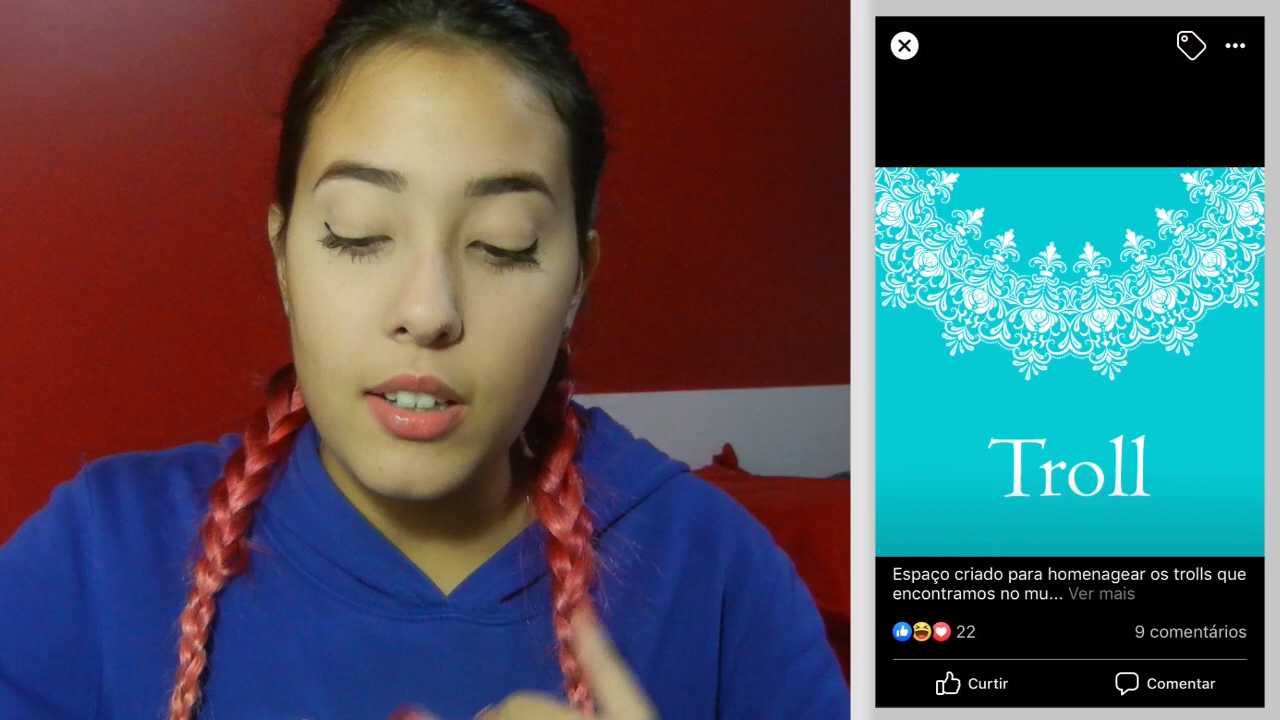 Troll
Espaço criado para homenagear os trolls que
encontramos no mu... Ver mais
22
9 comentários
Curtir
Comentar